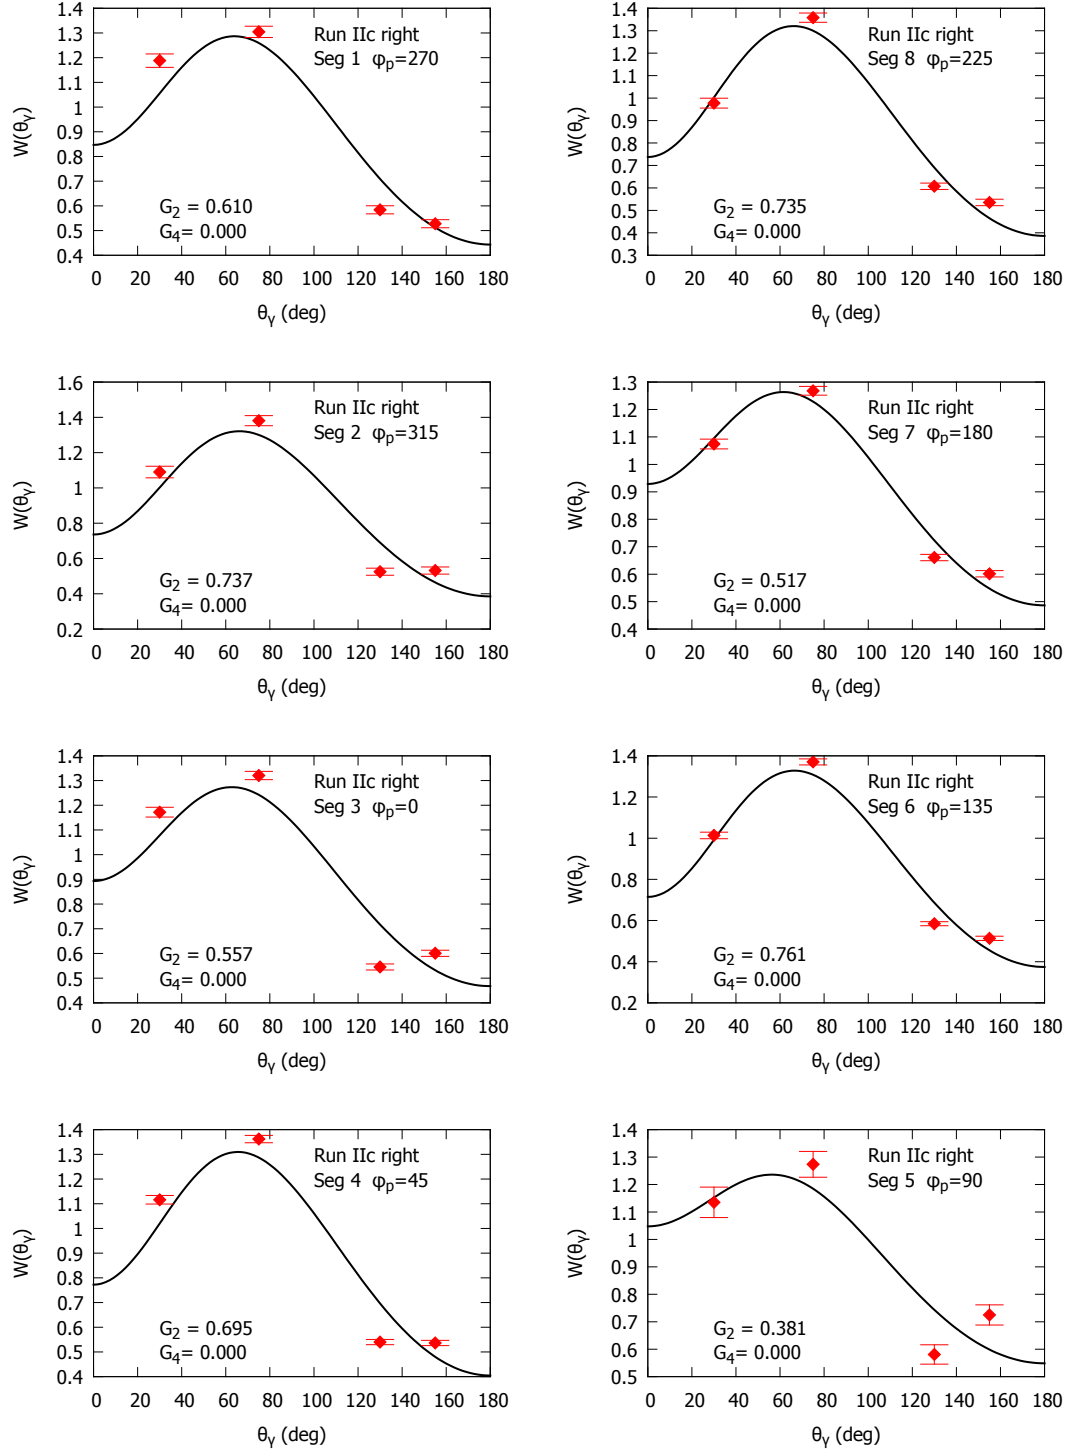 1.4
1.3
1.2
1.1
1
0.9
0.8
0.7
0.6
0.5
0.4
W(θγ)
Run IIc right
Seg 1 φp=270
G2 = 0.610
G4= 0.000
0 20 40 60 80 100 120 140 160 180
θγ (deg)
1.4
1.3
1.2
1.1
1
0.9
0.8
0.7
0.6
0.5
0.4
0.3
W(θγ)
Run IIc right
Seg 8 φp=225
G2 = 0.735
G4= 0.000
0 20 40 60 80 100 120 140 160 180
θγ (deg)
1.6
1.4
1.2
1
0.8
0.6
0.4
0.2
W(θγ)
Run IIc right
Seg 2 φp=315
G2 = 0.737
G4= 0.000
0 20 40 60 80 100 120 140 160 180
θγ (deg)
1.3
1.2
1.1
1
0.9
0.8
0.7
0.6
0.5
0.4
W(θγ)
Run IIc right
Seg 7 φp=180
G2 = 0.517
G4= 0.000
0 20 40 60 80 100 120 140 160 180
θγ (deg)
1.4
1.3
1.2
1.1
1
0.9
0.8
0.7
0.6
0.5
0.4
W(θγ)
Run IIc right
Seg 3 φp=0
G2 = 0.557
G4= 0.000
0 20 40 60 80 100 120 140 160 180
θγ (deg)
1.4
1.2
1
0.8
0.6
0.4
0.2
W(θγ)
Run IIc right
Seg 6 φp=135
G2 = 0.761
G4= 0.000
0 20 40 60 80 100 120 140 160 180
θγ (deg)
1.4
1.3
1.2
1.1
1
0.9
0.8
0.7
0.6
0.5
0.4
W(θγ)
Run IIc right
Seg 4 φp=45
G2 = 0.695
G4= 0.000
0 20 40 60 80 100 120 140 160 180
θγ (deg)
1.4
1.3
1.2
1.1
1
0.9
0.8
0.7
0.6
0.5
W(θγ)
Run IIc right
Seg 5 φp=90
G2 = 0.381
G4= 0.000
0 20 40 60 80 100 120 140 160 180
θγ (deg)